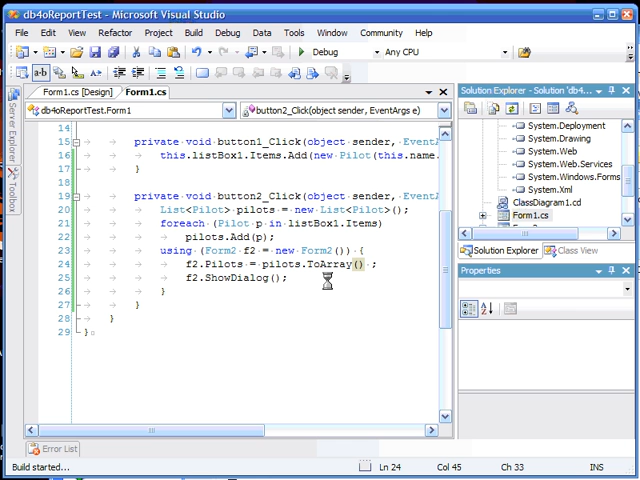 db4oReportTest - Microsoft Visual Studio
File Edit View Refactor Project Build Debug Data Tools Window Community Help
Debug Any CPU
Form1.cs [Design] Form1.cs
db4oReportTest.Form1 button2_Click(object sender, EventArgs e)
Server Explorer
Toolbox
14
15 private void button1_Click(object sender, EventA
16 this.listBox1.Items.Add(new Pilot(this.name.
17 }
18
19 private void button2_Click(object sender, EventA
20 List<Pilot> pilots = new List<Pilot>();
21 foreach (Pilot p in listBox1.Items)
22 pilots.Add(p);
23 using (Form2 f2 = new Form2()) {
24 f2.Pilots = pilots.ToArray() ;
25 f2.ShowDialog();
26 }
27 }
28 }
29 }
Solution Explorer - Solution 'db4o...
System.Deployment
System.Drawing
System.Web
System.Web.Services
System.Windows.Forms
System.Xml
ClassDiagram1.cd
Form1.cs
Solution Explorer Class View
Properties
Error List
Build started... Ln 24 Col 45 Ch 33